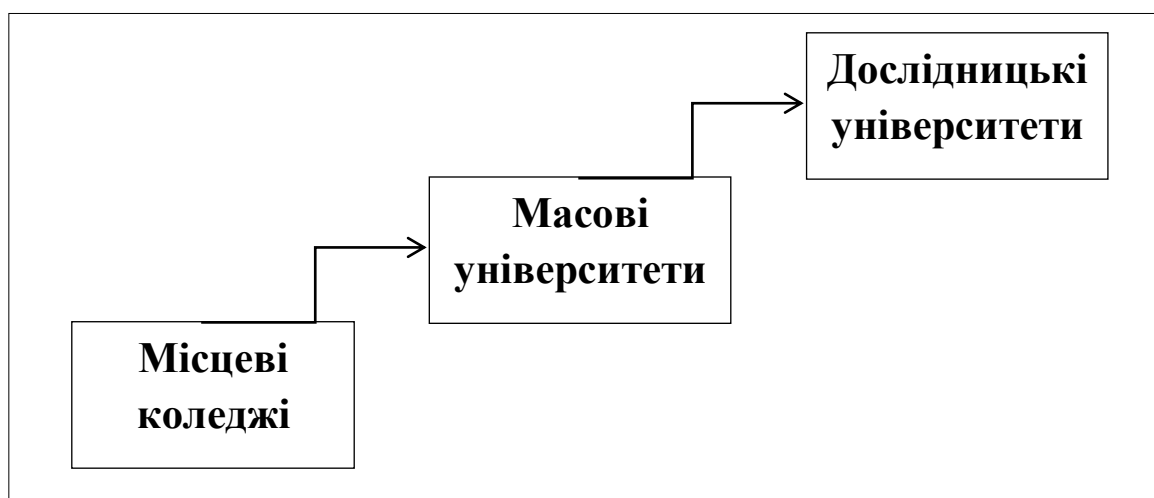 Дослідницькі
університети
Масові
університети
Місцеві
коледжі